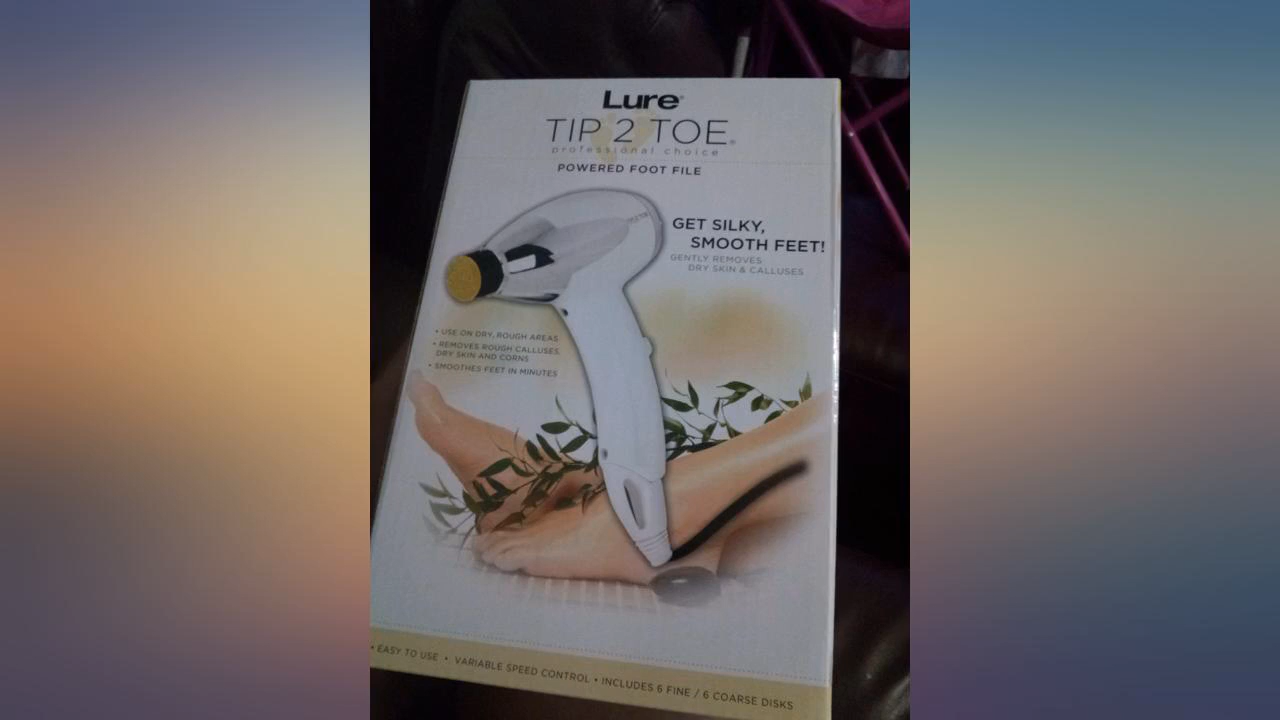 Lure®
TIP 2 TOE®
professional choice
POWERED FOOT FILE
GET SILKY,
SMOOTH FEET!
GENTLY REMOVES
DRY SKIN & CALLUSES
• USE ON DRY, ROUGH AREAS
• REMOVES ROUGH CALLUSES,
DRY SKIN AND CORNS
• SMOOTHES FEET IN MINUTES
• EASY TO USE • VARIABLE SPEED CONTROL • INCLUDES 6 FINE / 6 COARSE DISKS